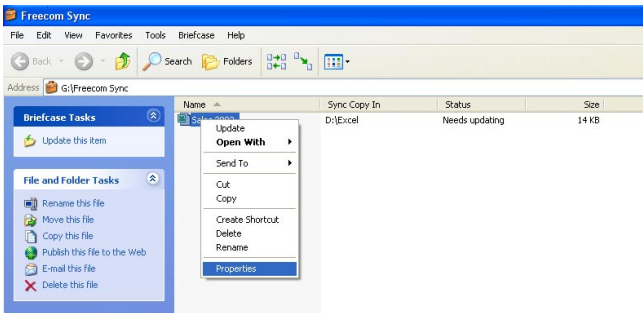 Freecom Sync
File Edit View Favorites Tools Briefcase Help
Back Search Folders
Address G:\Freecom Sync
Name Sync Copy In Status Size
D:\Excel Needs updating 14 KB
Briefcase Tasks
Update this item
File and Folder Tasks
Rename this file
Move this file
Copy this file
Publish this file to the Web
E-mail this file
Delete this file
Update
Open With
Send To
Cut
Copy
Create Shortcut
Delete
Rename
Properties